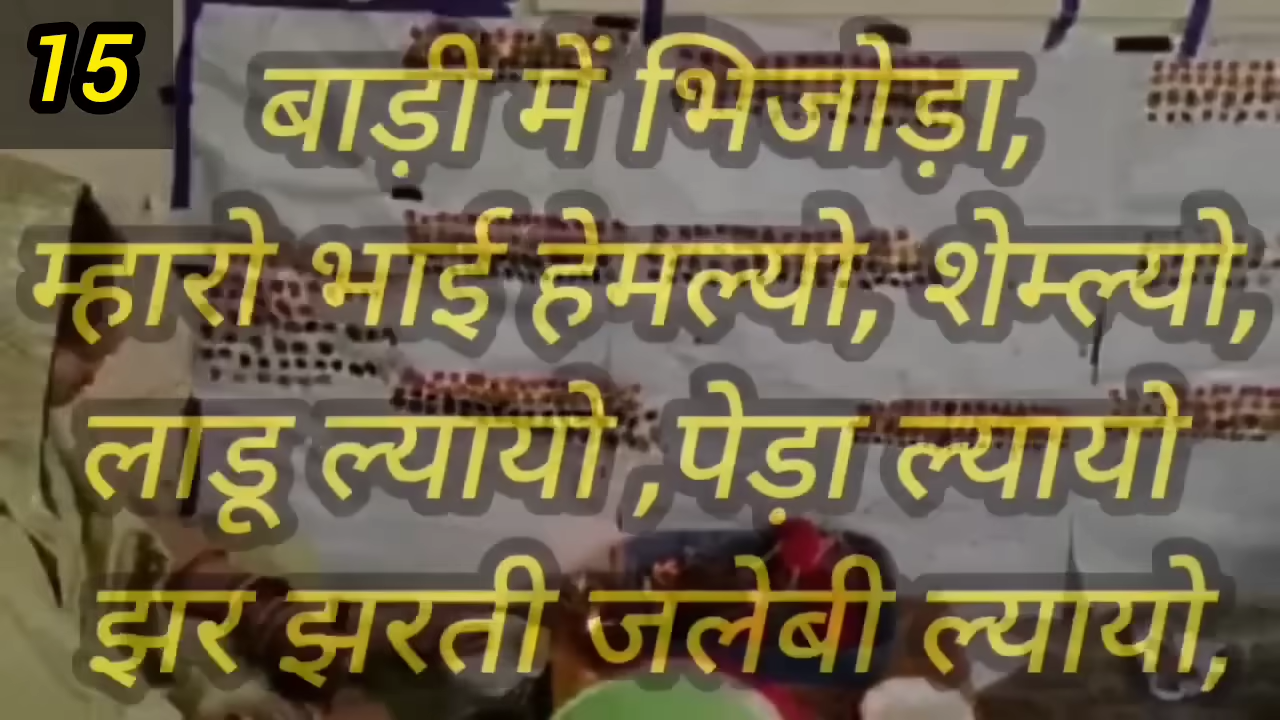 15
बाड़ी में भिजोड़ा,
म्हारो भाई हेमल्यो, शेम्ल्यो,
लाडू ल्यायो ,पेड़ा ल्यायो
झर झरती जलेबी ल्यायो,